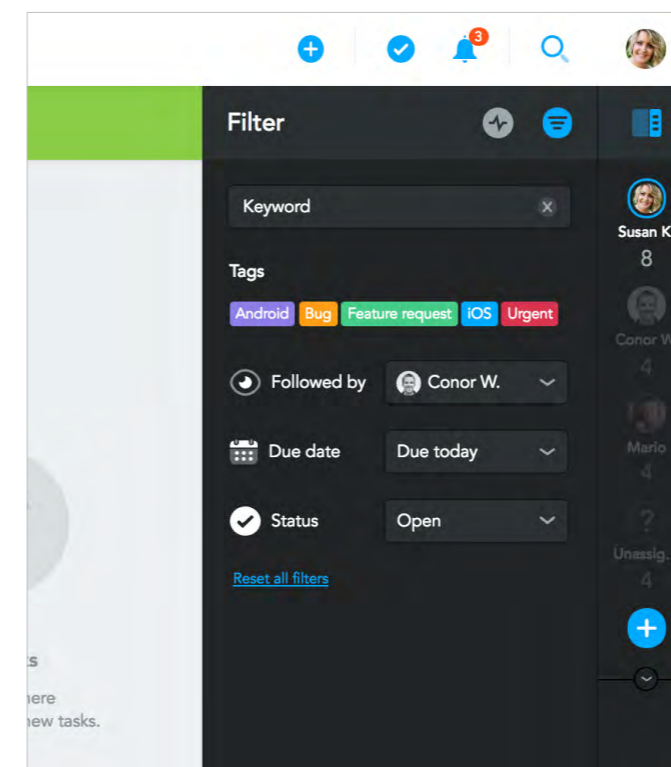 3
Filter
Keyword
Susan K
8
Tags
Android Bug Feature request iOS Urgent
Conor W
4
Followed by Conor W.
Due date Due today
Mario
4
Status Open
?
Unassig..
4
Reset all filters
s
here
new tasks.